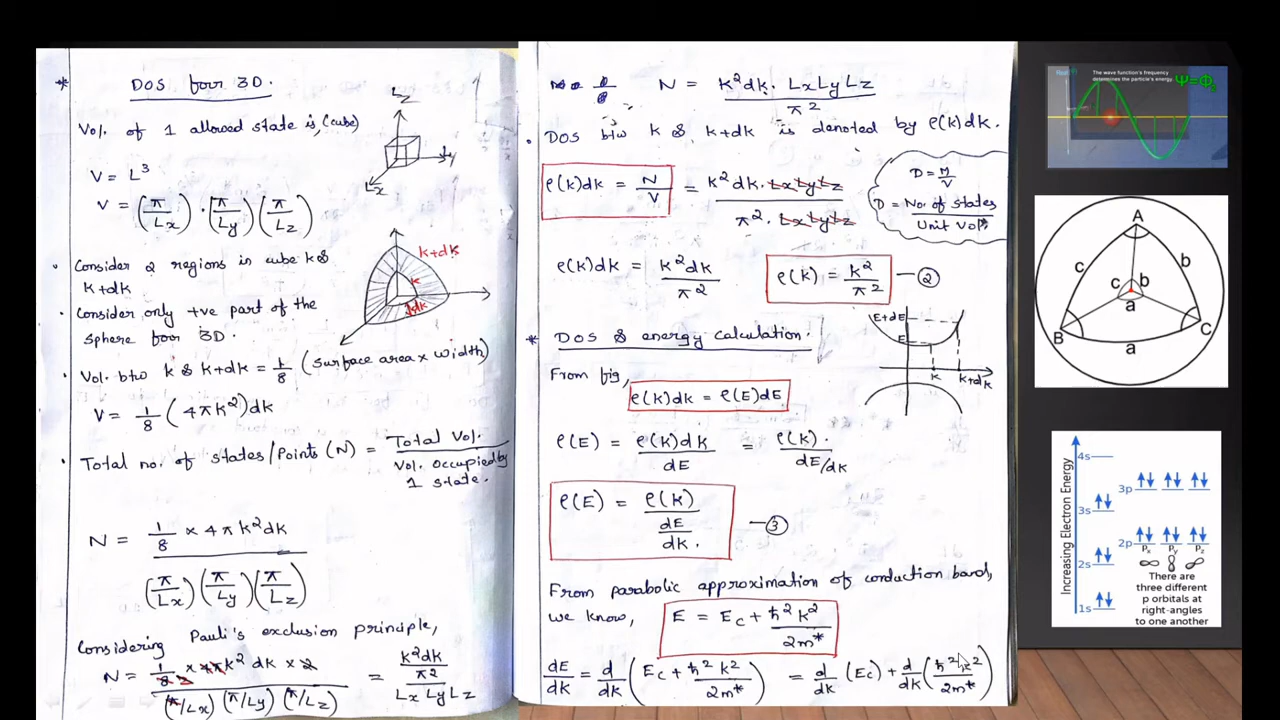 * DOS foor 3D.
Vol. of 1 allowed state is, (cube)
V = L³
V = (π/Lx) · (π/Ly) (π/Lz)
Lz
Ly
Lx
· Consider 2 regions in cube k &
k+dk
· Consider only +ve part of the
sphere foor 3D.
k+dk
k
dk
· Vol. btw k & k+dk = 1/8 (surface area x width)
V = 1/8 (4πk²)dk
· Total no. of states/Points (N) = Total Vol. / Vol. occupied by 1 state.
N = 1/8 x 4πk²dk / (π/Lx) (π/Ly) (π/Lz)
Considering Pauli's exclusion principle,
N = 1/8 x 4πk² dk x 2 / (π/Lx) (π/Ly) (π/Lz) = k²dk / π² / Lx Ly Lz
N = k²dk. LxLyLz / π²
· DOS btw k & k+dk is denoted by ρ(k)dk.
ρ(k)dk = N/V = k²dk. LxLyLz / π². LxLyLz
D = M/V
D = No. of states / Unit Vol.
ρ(k)dk = k²dk / π²
ρ(k) = k²/π² —②
* DOS & energy calculation.
E+dE
E
k
k+dk
From fig,
ρ(k)dk = ρ(E)dE
ρ(E) = ρ(k)dk / dE = ρ(k). / dE/dk
ρ(E) = ρ(k) / dE/dk. —③
From parabolic approximation of conduction band,
we know, E = Ec + ħ²k²/2m*
dE/dk = d/dk (Ec + ħ²k²/2m*) = d/dk (Ec) + d/dk (ħ²k²/2m*)
The wave function's frequency
determines the particle's energy.
A
c
b
c
b
a
B
C
a
Increasing Electron Energy
4s
3p
3s
2p
Px
Py
Pz
2s
There are
three different
p orbitals at
right-angles
to one another
1s